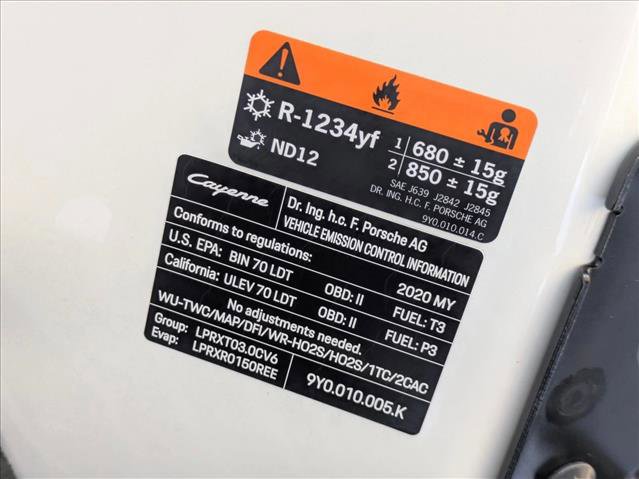 R-1234yf 1 680 ± 15g
ND12 2 850 ± 15g
SAE J639 J2842 J2845
DR. ING. H.C. F. PORSCHE AG
9Y0.010.014.C
Cayenne
Dr. Ing. h.c. F. Porsche AG
VEHICLE EMISSION CONTROL INFORMATION
Conforms to regulations: 2020 MY
U.S. EPA: BIN 70 LDT OBD: II FUEL: T3
California: ULEV 70 LDT OBD: II FUEL: P3
No adjustments needed.
WU-TWC/MAP/DFI/WR-HO2S/HO2S/1TC/2CAC
Group: LPRXT03.0CV6
Evap: LPRXR0150REE
9Y0.010.005.K